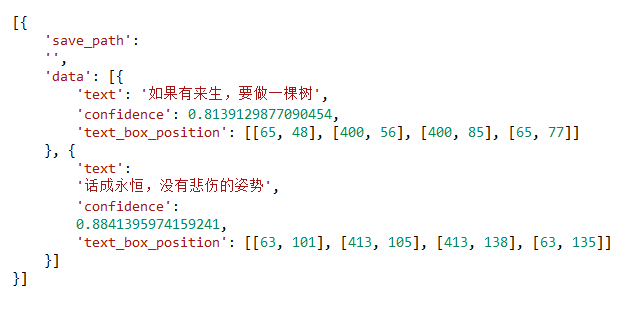 [{
    'save_path':
    '',
    'data': [{
        'text': '如果有来生，要做一棵树',
        'confidence': 0.8139129877090454,
        'text_box_position': [[65, 48], [400, 56], [400, 85], [65, 77]]
    }, {
        'text':
        '话成永恒，没有悲伤的姿势',
        'confidence':
        0.8841395974159241,
        'text_box_position': [[63, 101], [413, 105], [413, 138], [63, 135]]
    }]
}]